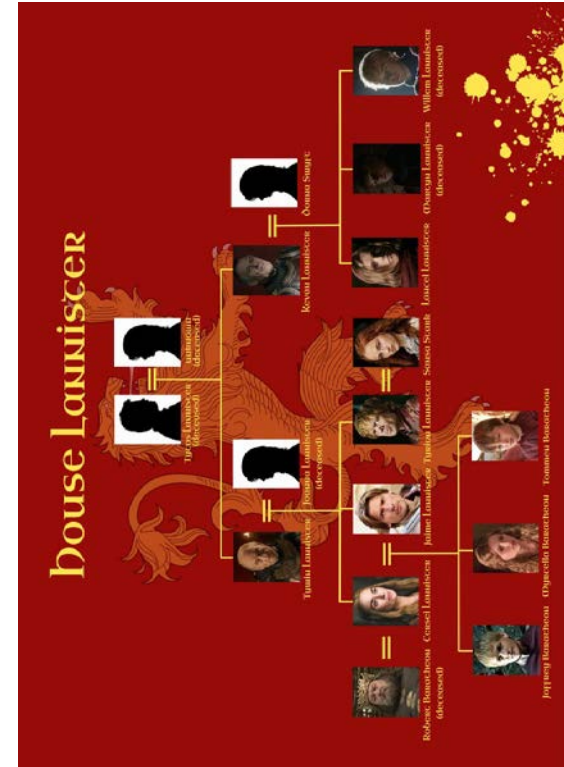 House Lannister
Tytos Lannister
(deceased)
unknown
(deceased)
Tywin Lannister
Joanna Lannister
(deceased)
Kevan Lannister
Dorna Swyft
Robert Baratheon
(deceased)
Cersei Lannister
Jaime Lannister
Tyrion Lannister
Sansa Stark
Lancel Lannister
Martyn Lannister
(deceased)
Willem Lannister
(deceased)
Joffrey Baratheon
Myrcella Baratheon
Tommen Baratheon